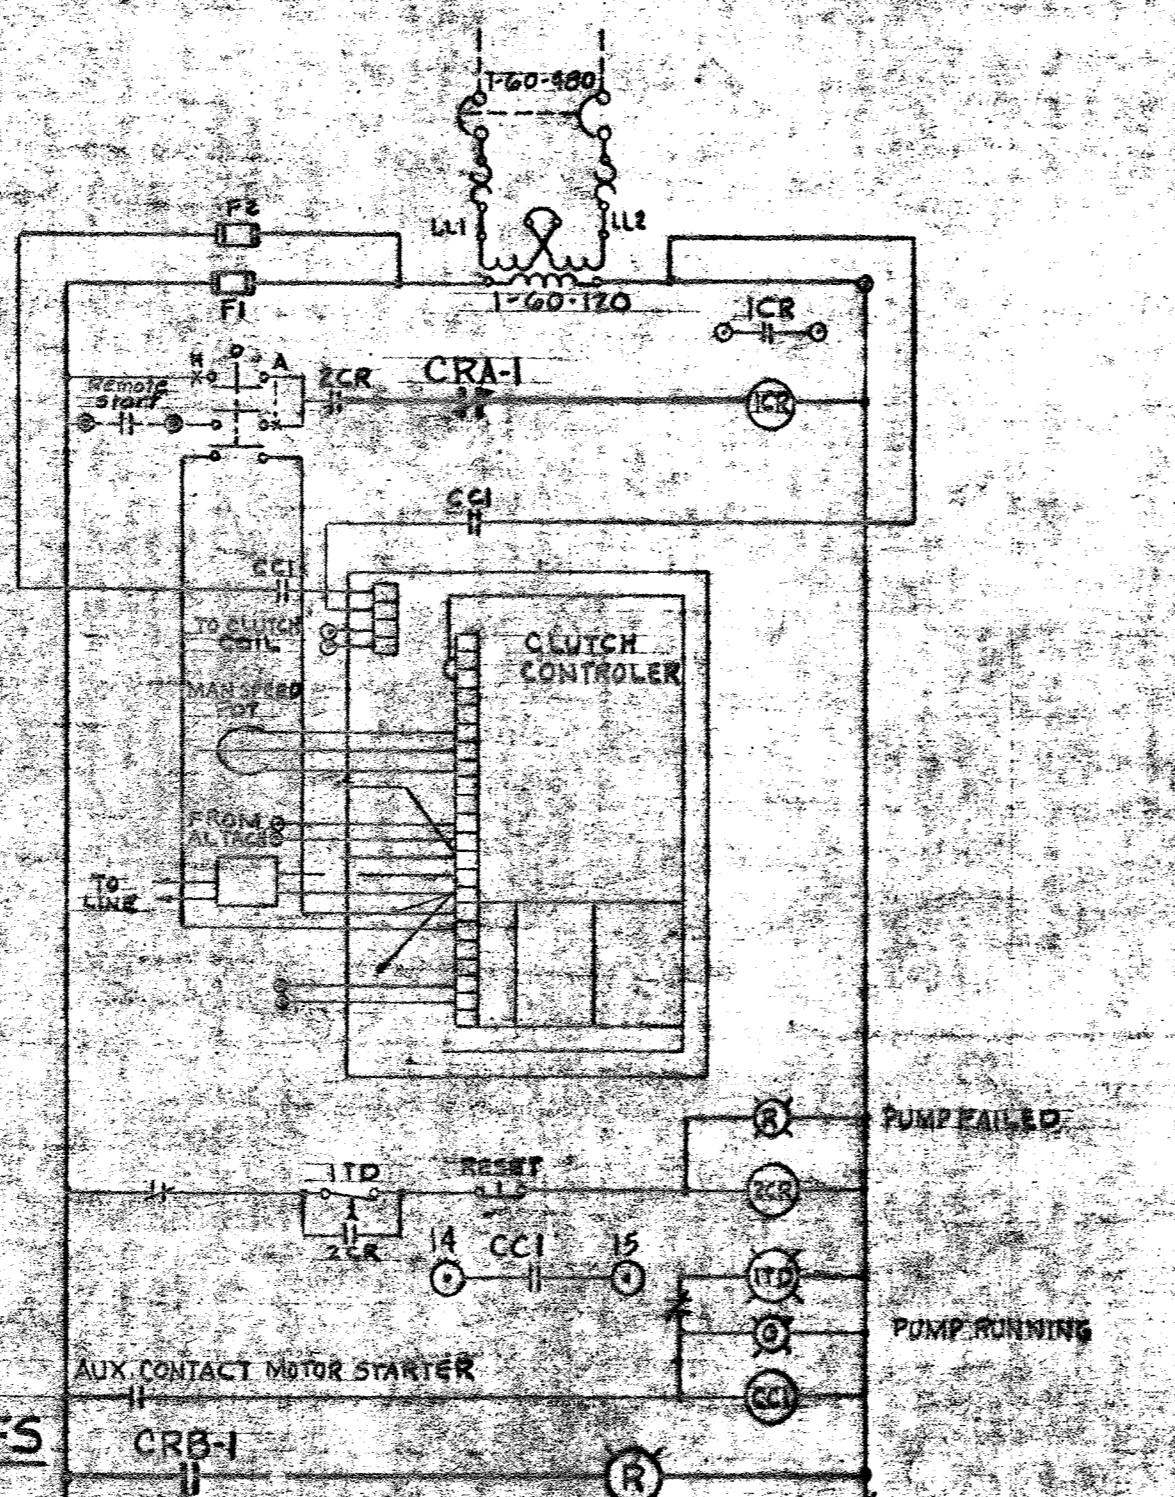 1-60-480
F2
LL1
LL2
F1
1-60-120
1CR
H O A
2CR
CRA-1
Remote
Start
1CR
CC1
CC1
TO CLUTCH
COIL
CLUTCH
CONTROLER
MAN SPEED
POT
FROM
TO
LINE
R
PUMP FAILED
1TD
RESET
2CR
2CR
14
CC1
15
1TD
G
PUMP RUNNING
AUX. CONTACT MOTOR STARTER
CC1
CRB-1
R